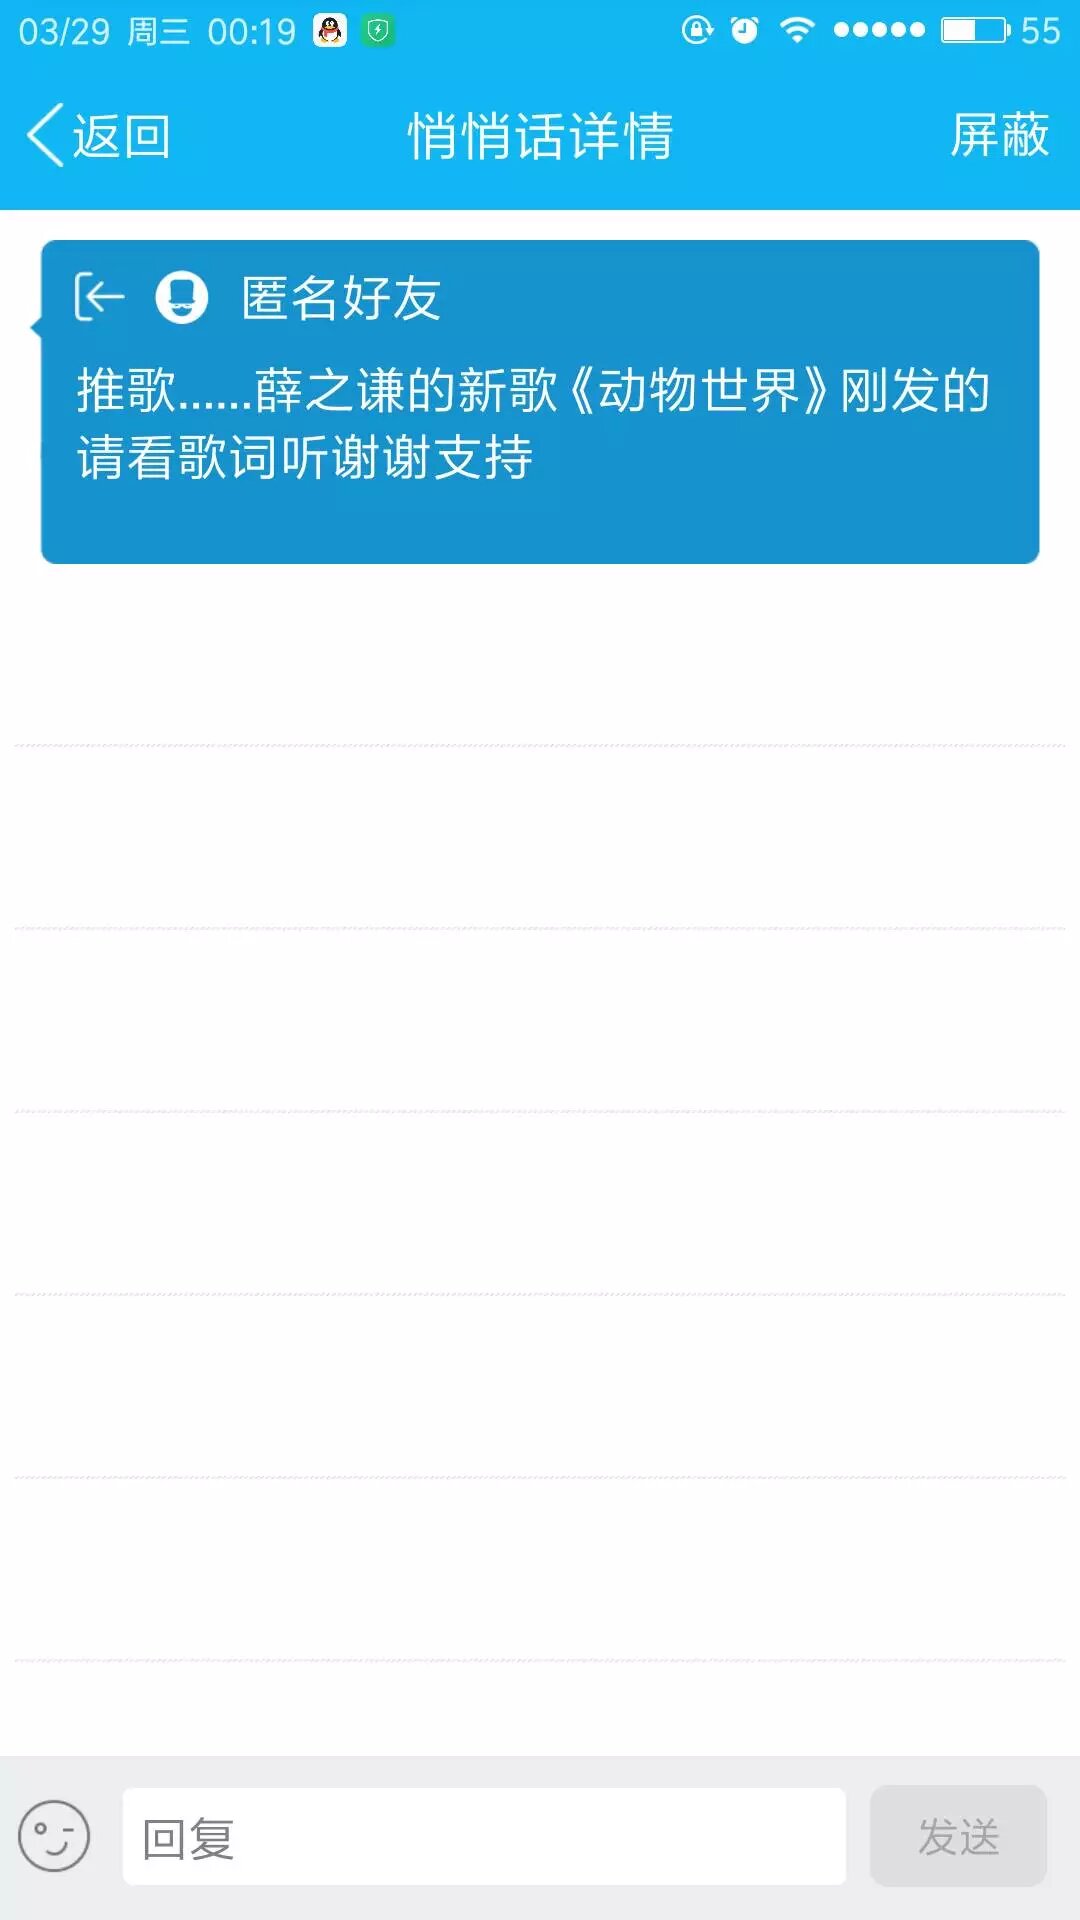 03/29 周三 00:19 55
返回 悄悄话详情 屏蔽
匿名好友
推歌......薛之谦的新歌《动物世界》刚发的
请看歌词听谢谢支持
回复 发送